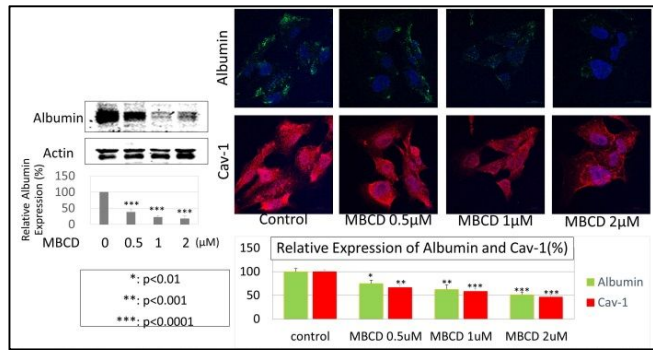 Albumin
Actin
Relative Albumin
Expression (%)
150
100
50
0
***
***
***
MBCD
0
0.5
1
2
(μM)
*: p<0.01
**: p<0.001
***: p<0.0001
Albumin
Cav-1
Control
MBCD 0.5μM
MBCD 1μM
MBCD 2μM
Relative Expression of Albumin and Cav-1(%)
150
100
50
0
*
**
**
***
***
***
control
MBCD 0.5uM
MBCD 1uM
MBCD 2uM
Albumin
Cav-1